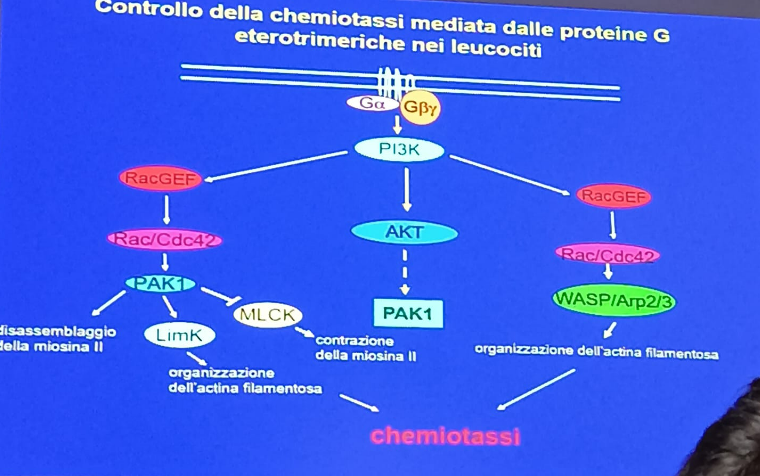 Controllo della chemiotassi mediata dalle proteine G
eterotrimeriche nei leucociti
Gα
Gβγ
PI3K
RacGEF
RacGEF
AKT
Rac/Cdc42
Rac/Cdc42
PAK1
WASP/Arp2/3
MLCK
PAK1
disassemblaggio
della miosina II
LimK
contrazione
della miosina II
organizzazione dell'actina filamentosa
organizzazione
dell'actina filamentosa
chemiotassi